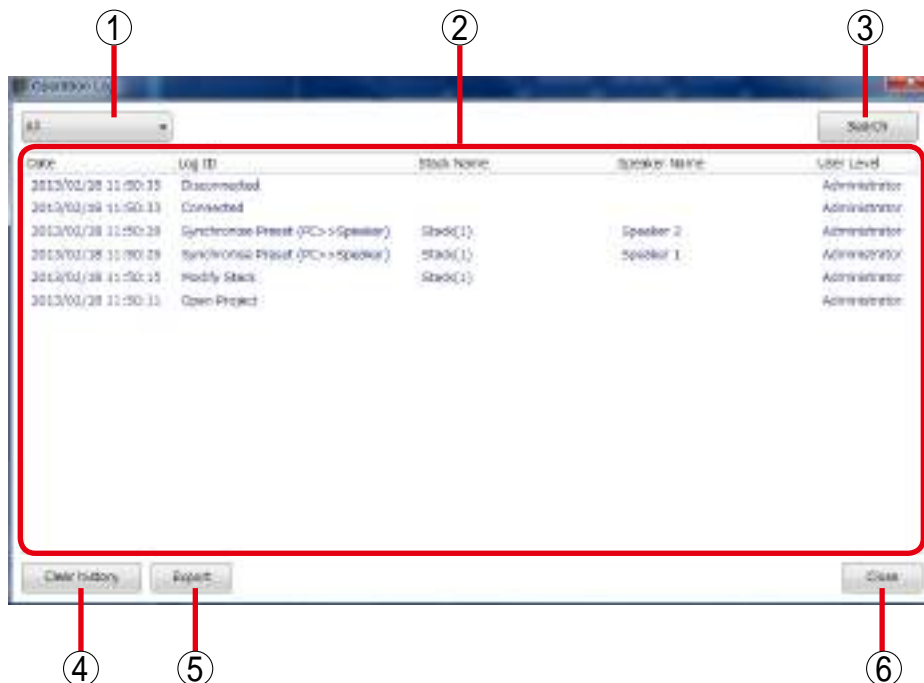 ① ② ③
Operation Log
All Search
Date Log ID Stack Name Speaker Name User Level
2013/02/28 11:50:35 Disconnected Administrator
2013/02/28 11:50:33 Connected Administrator
2013/02/28 11:50:28 Synchronise Preset (PC>>Speaker) Stack(1) Speaker 2 Administrator
2013/02/28 11:50:28 Synchronise Preset (PC>>Speaker) Stack(1) Speaker 1 Administrator
2013/02/28 11:50:15 Modify Stack Stack(1) Administrator
2013/02/28 11:50:11 Open Project Administrator
Clear history Export Close
④ ⑤ ⑥